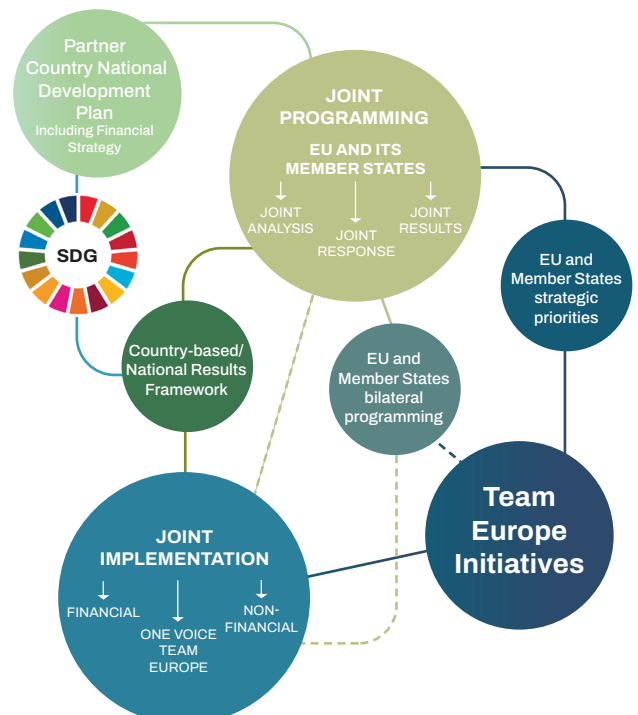 Partner
Country National
Development
Plan
Including Financial
Strategy
JOINT
PROGRAMMING
EU AND ITS
MEMBER STATES
JOINT
ANALYSIS
JOINT
RESPONSE
JOINT
RESULTS
SDG
EU and
Member States
strategic
priorities
Country-based/
National Results
Framework
EU and
Member States
bilateral
programming
Team
Europe
Initiatives
JOINT
IMPLEMENTATION
FINANCIAL
ONE VOICE
TEAM
EUROPE
NON-
FINANCIAL